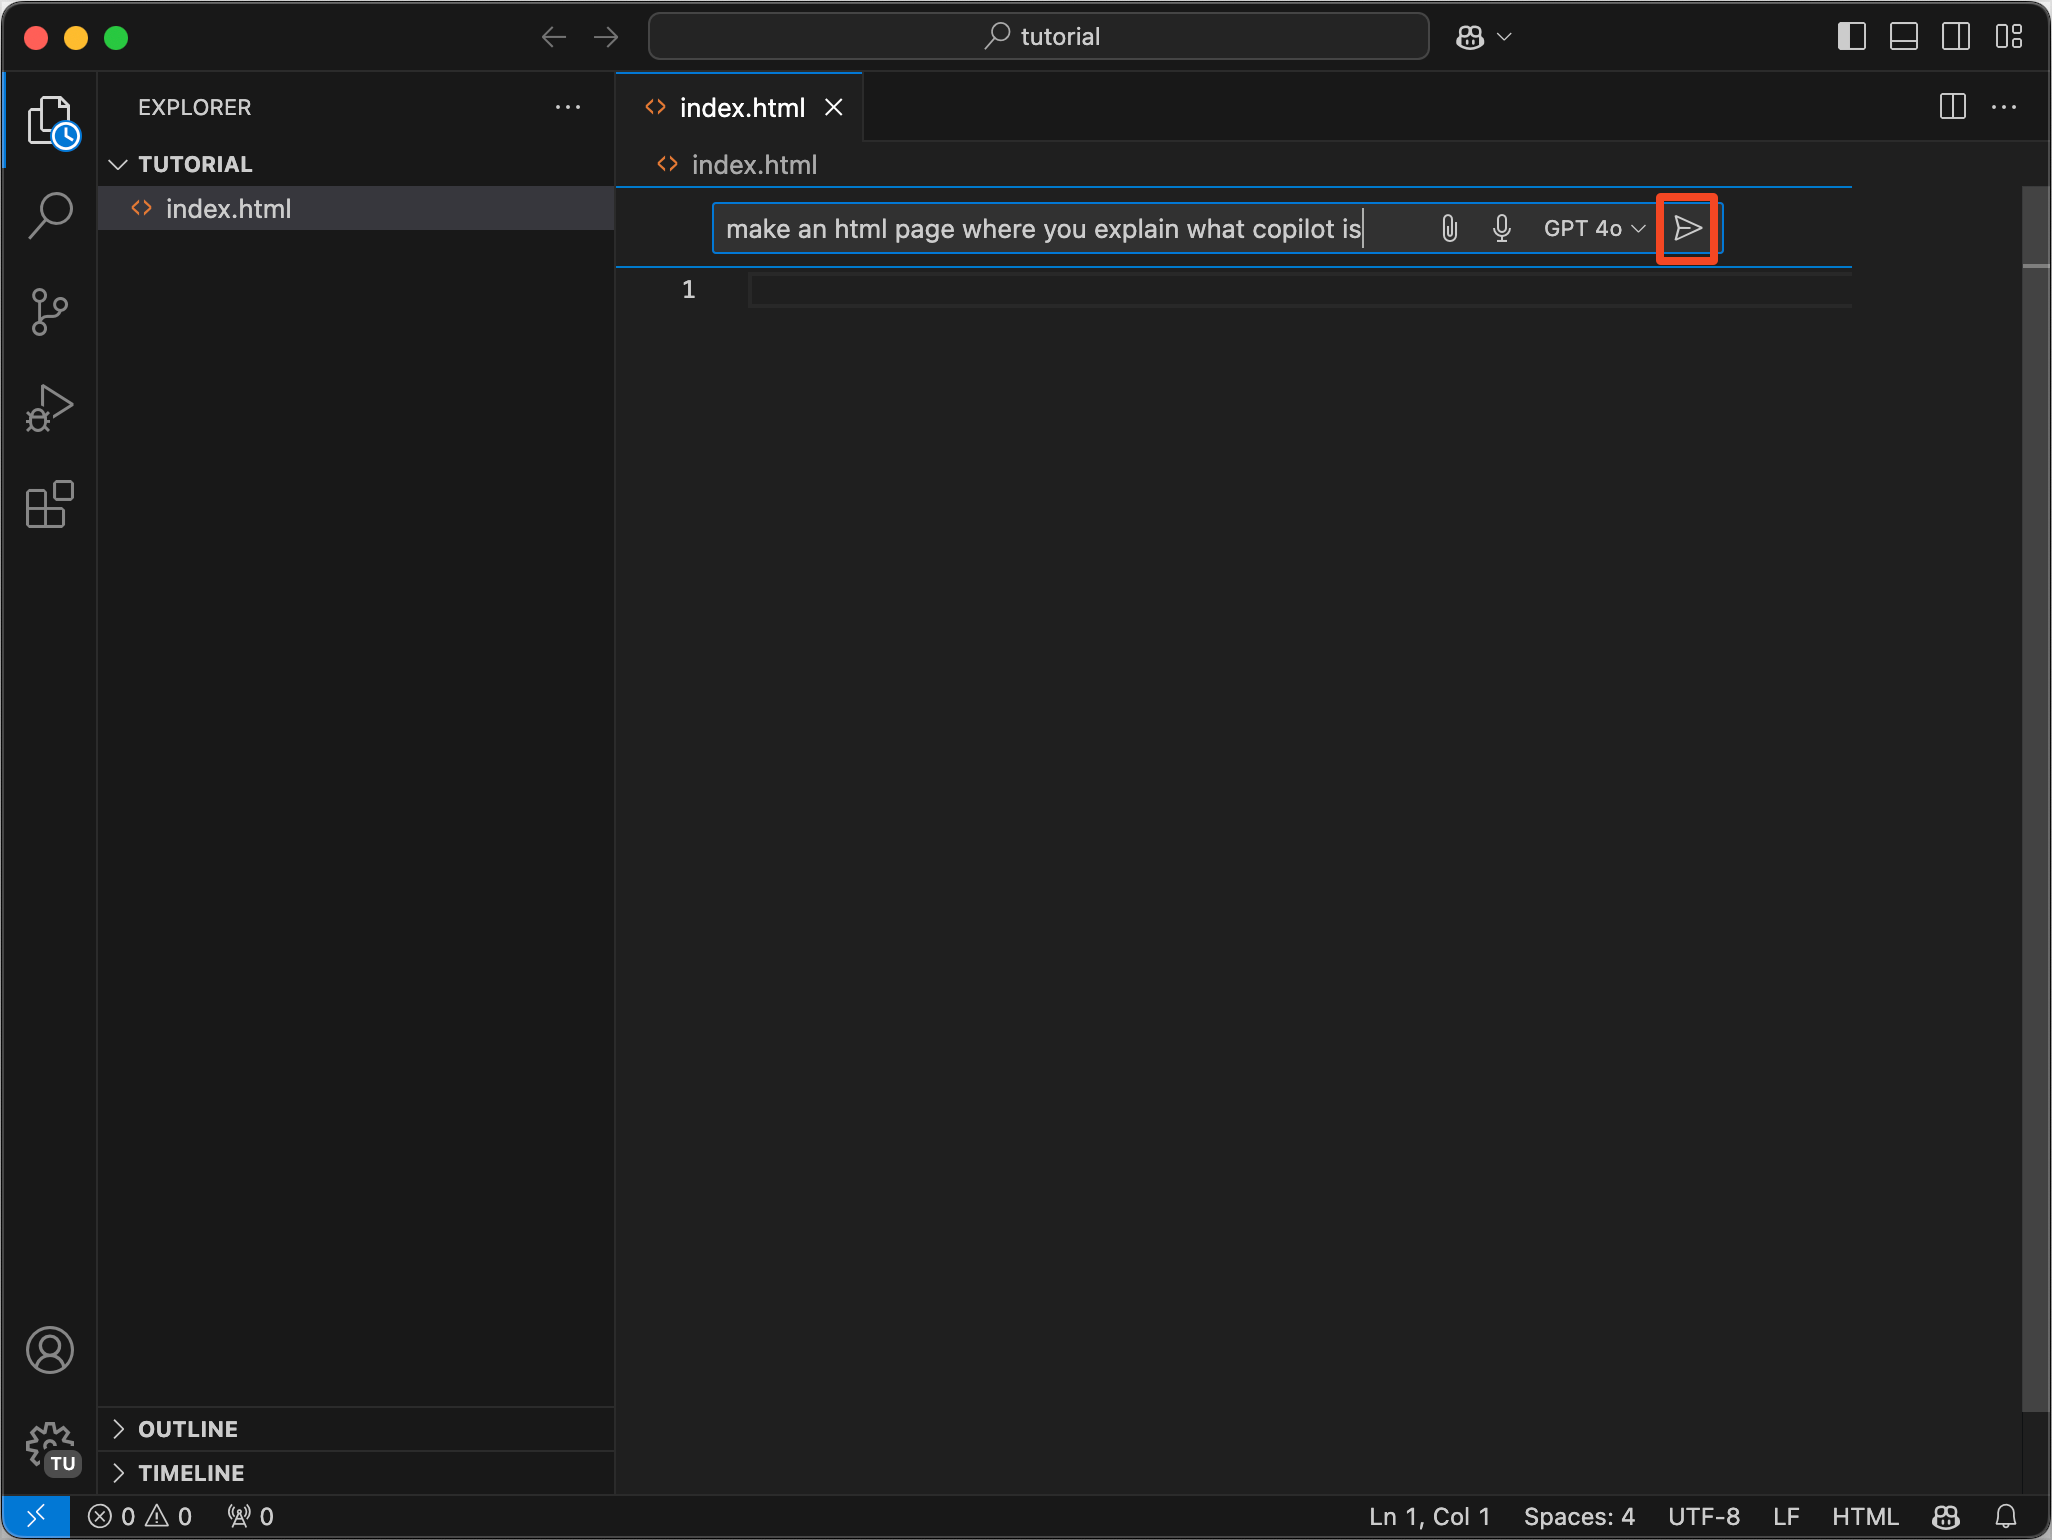 tutorial
EXPLORER
TUTORIAL
index.html
index.html
index.html
make an html page where you explain what copilot is
GPT 4o
1
OUTLINE
TIMELINE
TU
0 0 0
Ln 1, Col 1 Spaces: 4 UTF-8 LF HTML